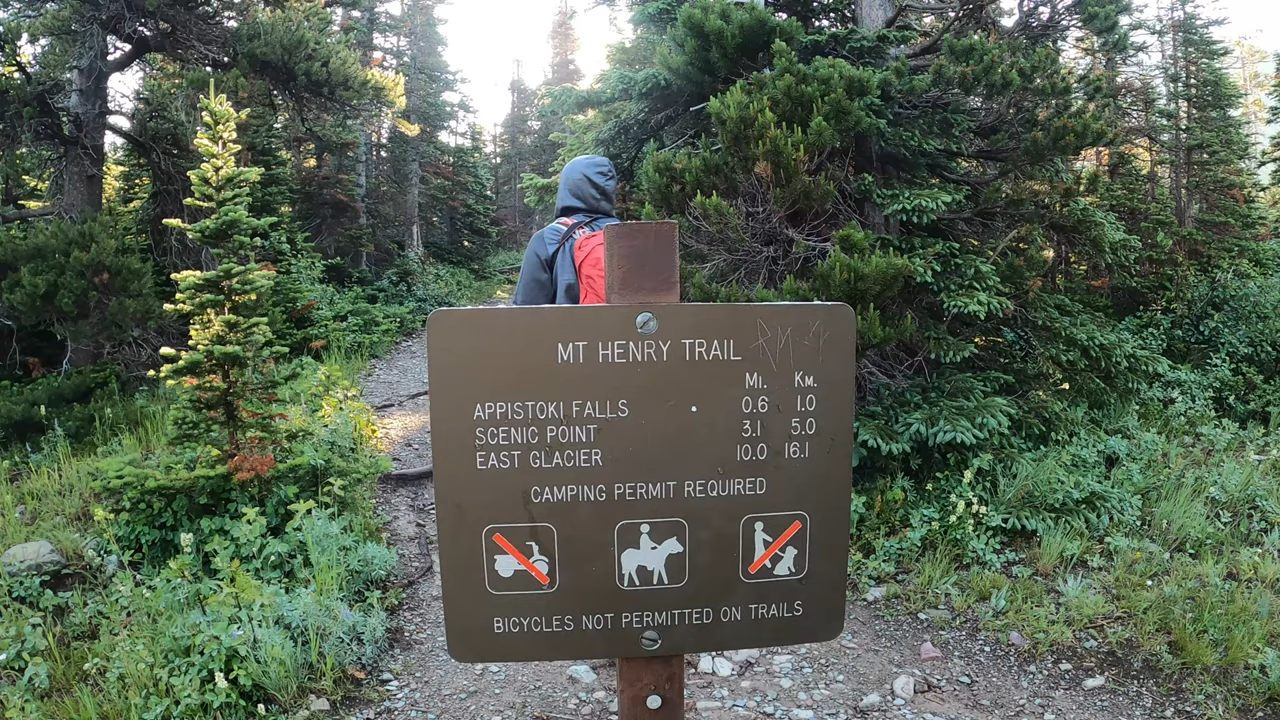 MT HENRY TRAIL
MI. KM.
APPISTOKI FALLS 0.6 1.0
SCENIC POINT 3.1 5.0
EAST GLACIER 10.0 16.1
CAMPING PERMIT REQUIRED
BICYCLES NOT PERMITTED ON TRAILS